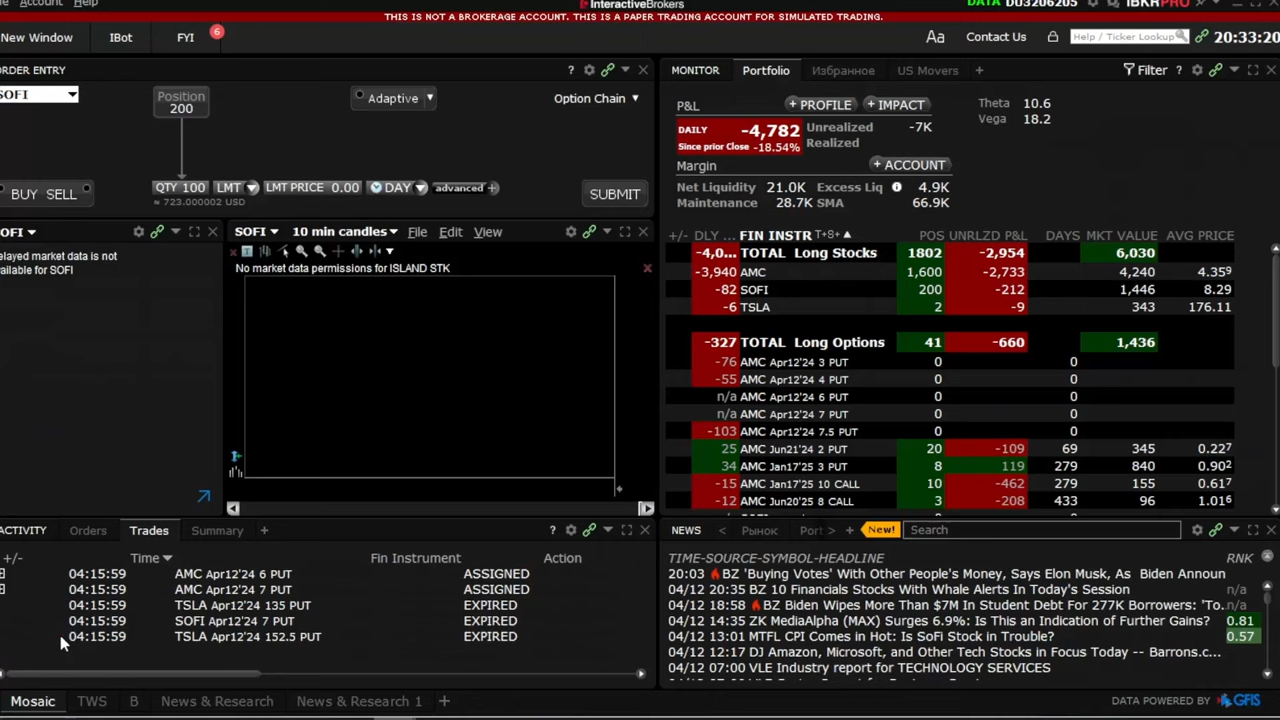 Account Help
InteractiveBrokers
DATA DU3206205 IBKRPRO
THIS IS NOT A BROKERAGE ACCOUNT. THIS IS A PAPER TRADING ACCOUNT FOR SIMULATED TRADING.
New Window IBot FYI 6 Aa Contact Us Help / Ticker Lookup 20:33:20
ORDER ENTRY ?
SOFI
Position
200
Adaptive Option Chain
BUY SELL QTY 100 LMT LMT PRICE 0.00 DAY advanced + SUBMIT
≈ 723.000002 USD
SOFI
Delayd market data is not
available for SOFI
SOFI 10 min candles File Edit View
No market data permissions for ISLAND STK
MONITOR Portfolio Избранное US Movers + Filter ?
P&L + PROFILE + IMPACT Theta 10.6
Vega 18.2
DAILY -4,782 Unrealized -7K
Since prior Close -18.54% Realized
Margin + ACCOUNT
Net Liquidity 21.0K Excess Liq 4.9K
Maintenance 28.7K SMA 66.9K
+/- DLY ... FIN INSTR T+S+ POS UNRLZD P&L DAYS MKT VALUE AVG PRICE
-4,0... TOTAL Long Stocks 1802 -2,954 6,030
-3,940 AMC 1,600 -2,733 4,240 4.359
-82 SOFI 200 -212 1,446 8.29
-6 TSLA 2 -9 343 176.11
-327 TOTAL Long Options 41 -660 1,436
-76 AMC Apr12'24 3 PUT 0 0
-55 AMC Apr12'24 4 PUT 0 0
n/a AMC Apr12'24 6 PUT 0 0
n/a AMC Apr12'24 7 PUT 0 0
-103 AMC Apr12'24 7.5 PUT 0 0
25 AMC Jun21'24 2 PUT 20 -109 69 345 0.227
34 AMC Jan17'25 3 PUT 8 119 279 840 0.902
-15 AMC Jan17'25 10 CALL 10 -462 279 155 0.617
-12 AMC Jun20'25 8 CALL 3 -208 433 96 1.016
ACTIVITY Orders Trades Summary + ?
+/- Time Fin Instrument Action
04:15:59 AMC Apr12'24 6 PUT ASSIGNED
04:15:59 AMC Apr12'24 7 PUT ASSIGNED
04:15:59 TSLA Apr12'24 135 PUT EXPIRED
04:15:59 SOFI Apr12'24 7 PUT EXPIRED
04:15:59 TSLA Apr12'24 152.5 PUT EXPIRED
NEWS < Рынок Port > + New! Search
TIME-SOURCE-SYMBOL-HEADLINE RNK
20:03 BZ 'Buying Votes' With Other People's Money, Says Elon Musk, As Biden Announ
04/12 20:35 BZ 10 Financials Stocks With Whale Alerts In Today's Session n/a
04/12 18:58 BZ Biden Wipes More Than $7M In Student Debt For 277K Borrowers: 'To... n/a
04/12 14:35 ZK MediaAlpha (MAX) Surges 6.9%: Is This an Indication of Further Gains? 0.81
04/12 13:01 MTFL CPI Comes in Hot: Is SoFi Stock in Trouble? 0.57
04/12 12:17 DJ Amazon, Microsoft, and Other Tech Stocks in Focus Today -- Barrons.c...
04/12 07:00 VLE Industry report for TECHNOLOGY SERVICES
Mosaic TWS B News & Research News & Research 1 + DATA POWERED BY GFIS